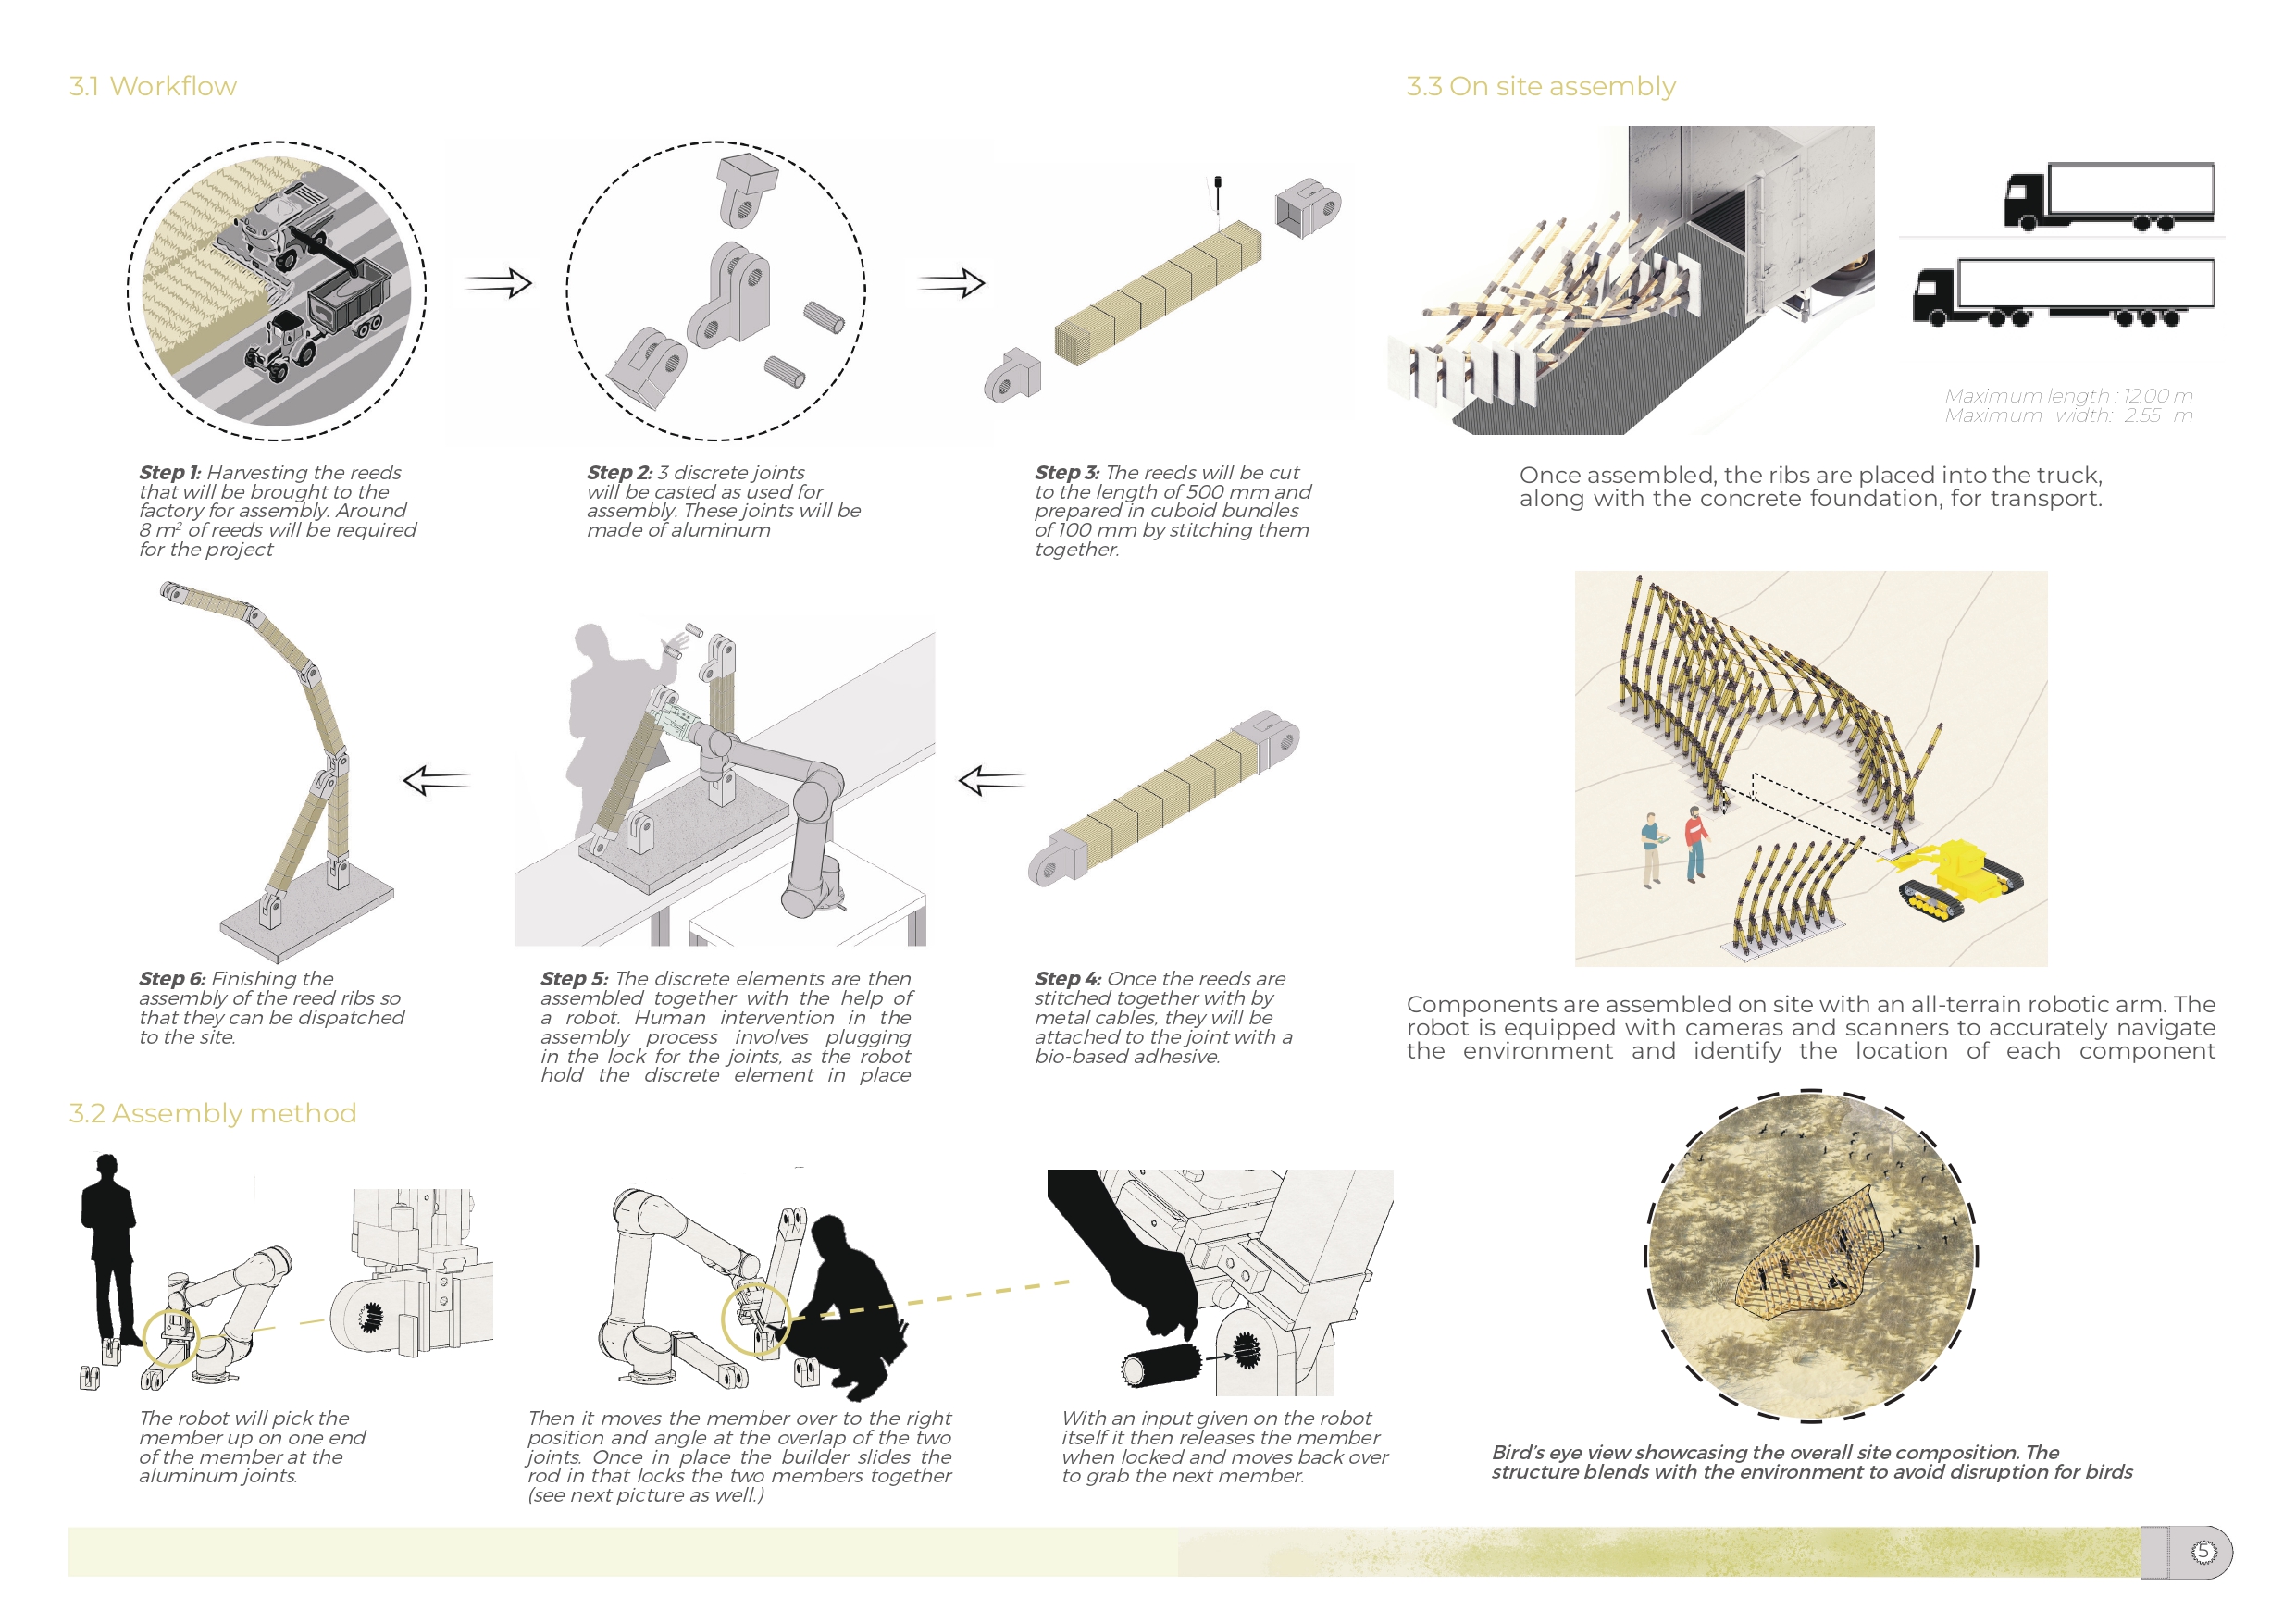 3.1 Workflow
Step 1: Harvesting the reeds
that will be brought to the
factory for assembly. Around
8 m² of reeds will be required
for the project
Step 2: 3 discrete joints
will be casted as used for
assembly. These joints will be
made of aluminum
Step 3: The reeds will be cut
to the length of 500 mm and
prepared in cuboid bundles
of 100 mm by stitching them
together.
Step 6: Finishing the
assembly of the reed ribs so
that they can be dispatched
to the site.
Step 5: The discrete elements are then
assembled together with the help of
a robot. Human intervention in the
assembly process involves plugging
in the lock for the joints, as the robot
hold the discrete element in place
Step 4: Once the reeds are
stitched together with by
metal cables, they will be
attached to the joint with a
bio-based adhesive.
3.2 Assembly method
The robot will pick the
member up on one end
of the member at the
aluminum joints.
Then it moves the member over to the right
position and angle at the overlap of the two
joints. Once in place the builder slides the
rod in that locks the two members together
(see next picture as well.)
With an input given on the robot
itself it then releases the member
when locked and moves back over
to grab the next member.
3.3 On site assembly
Maximum length : 12.00 m
Maximum width: 2.55 m
Once assembled, the ribs are placed into the truck,
along with the concrete foundation, for transport.
Components are assembled on site with an all-terrain robotic arm. The
robot is equipped with cameras and scanners to accurately navigate
the environment and identify the location of each component
Bird's eye view showcasing the overall site composition. The
structure blends with the environment to avoid disruption for birds
5